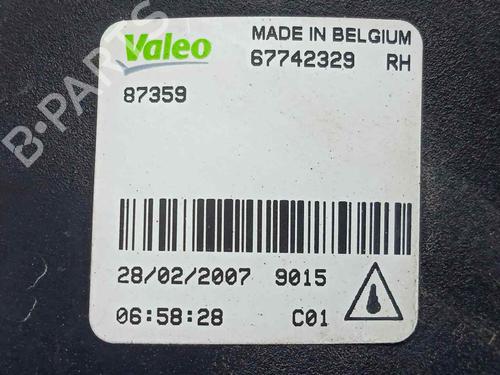 Valeo MADE IN BELGIUM
67742329 RH
87359
28/02/2007 9015
06:58:28 C01
B-PARTS